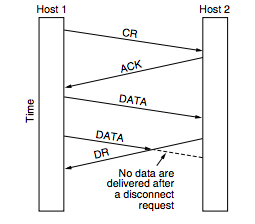 Host 1
Host 2
CR
ACK
DATA
Time
DATA
DR
No data are
delivered after
a disconnect
request